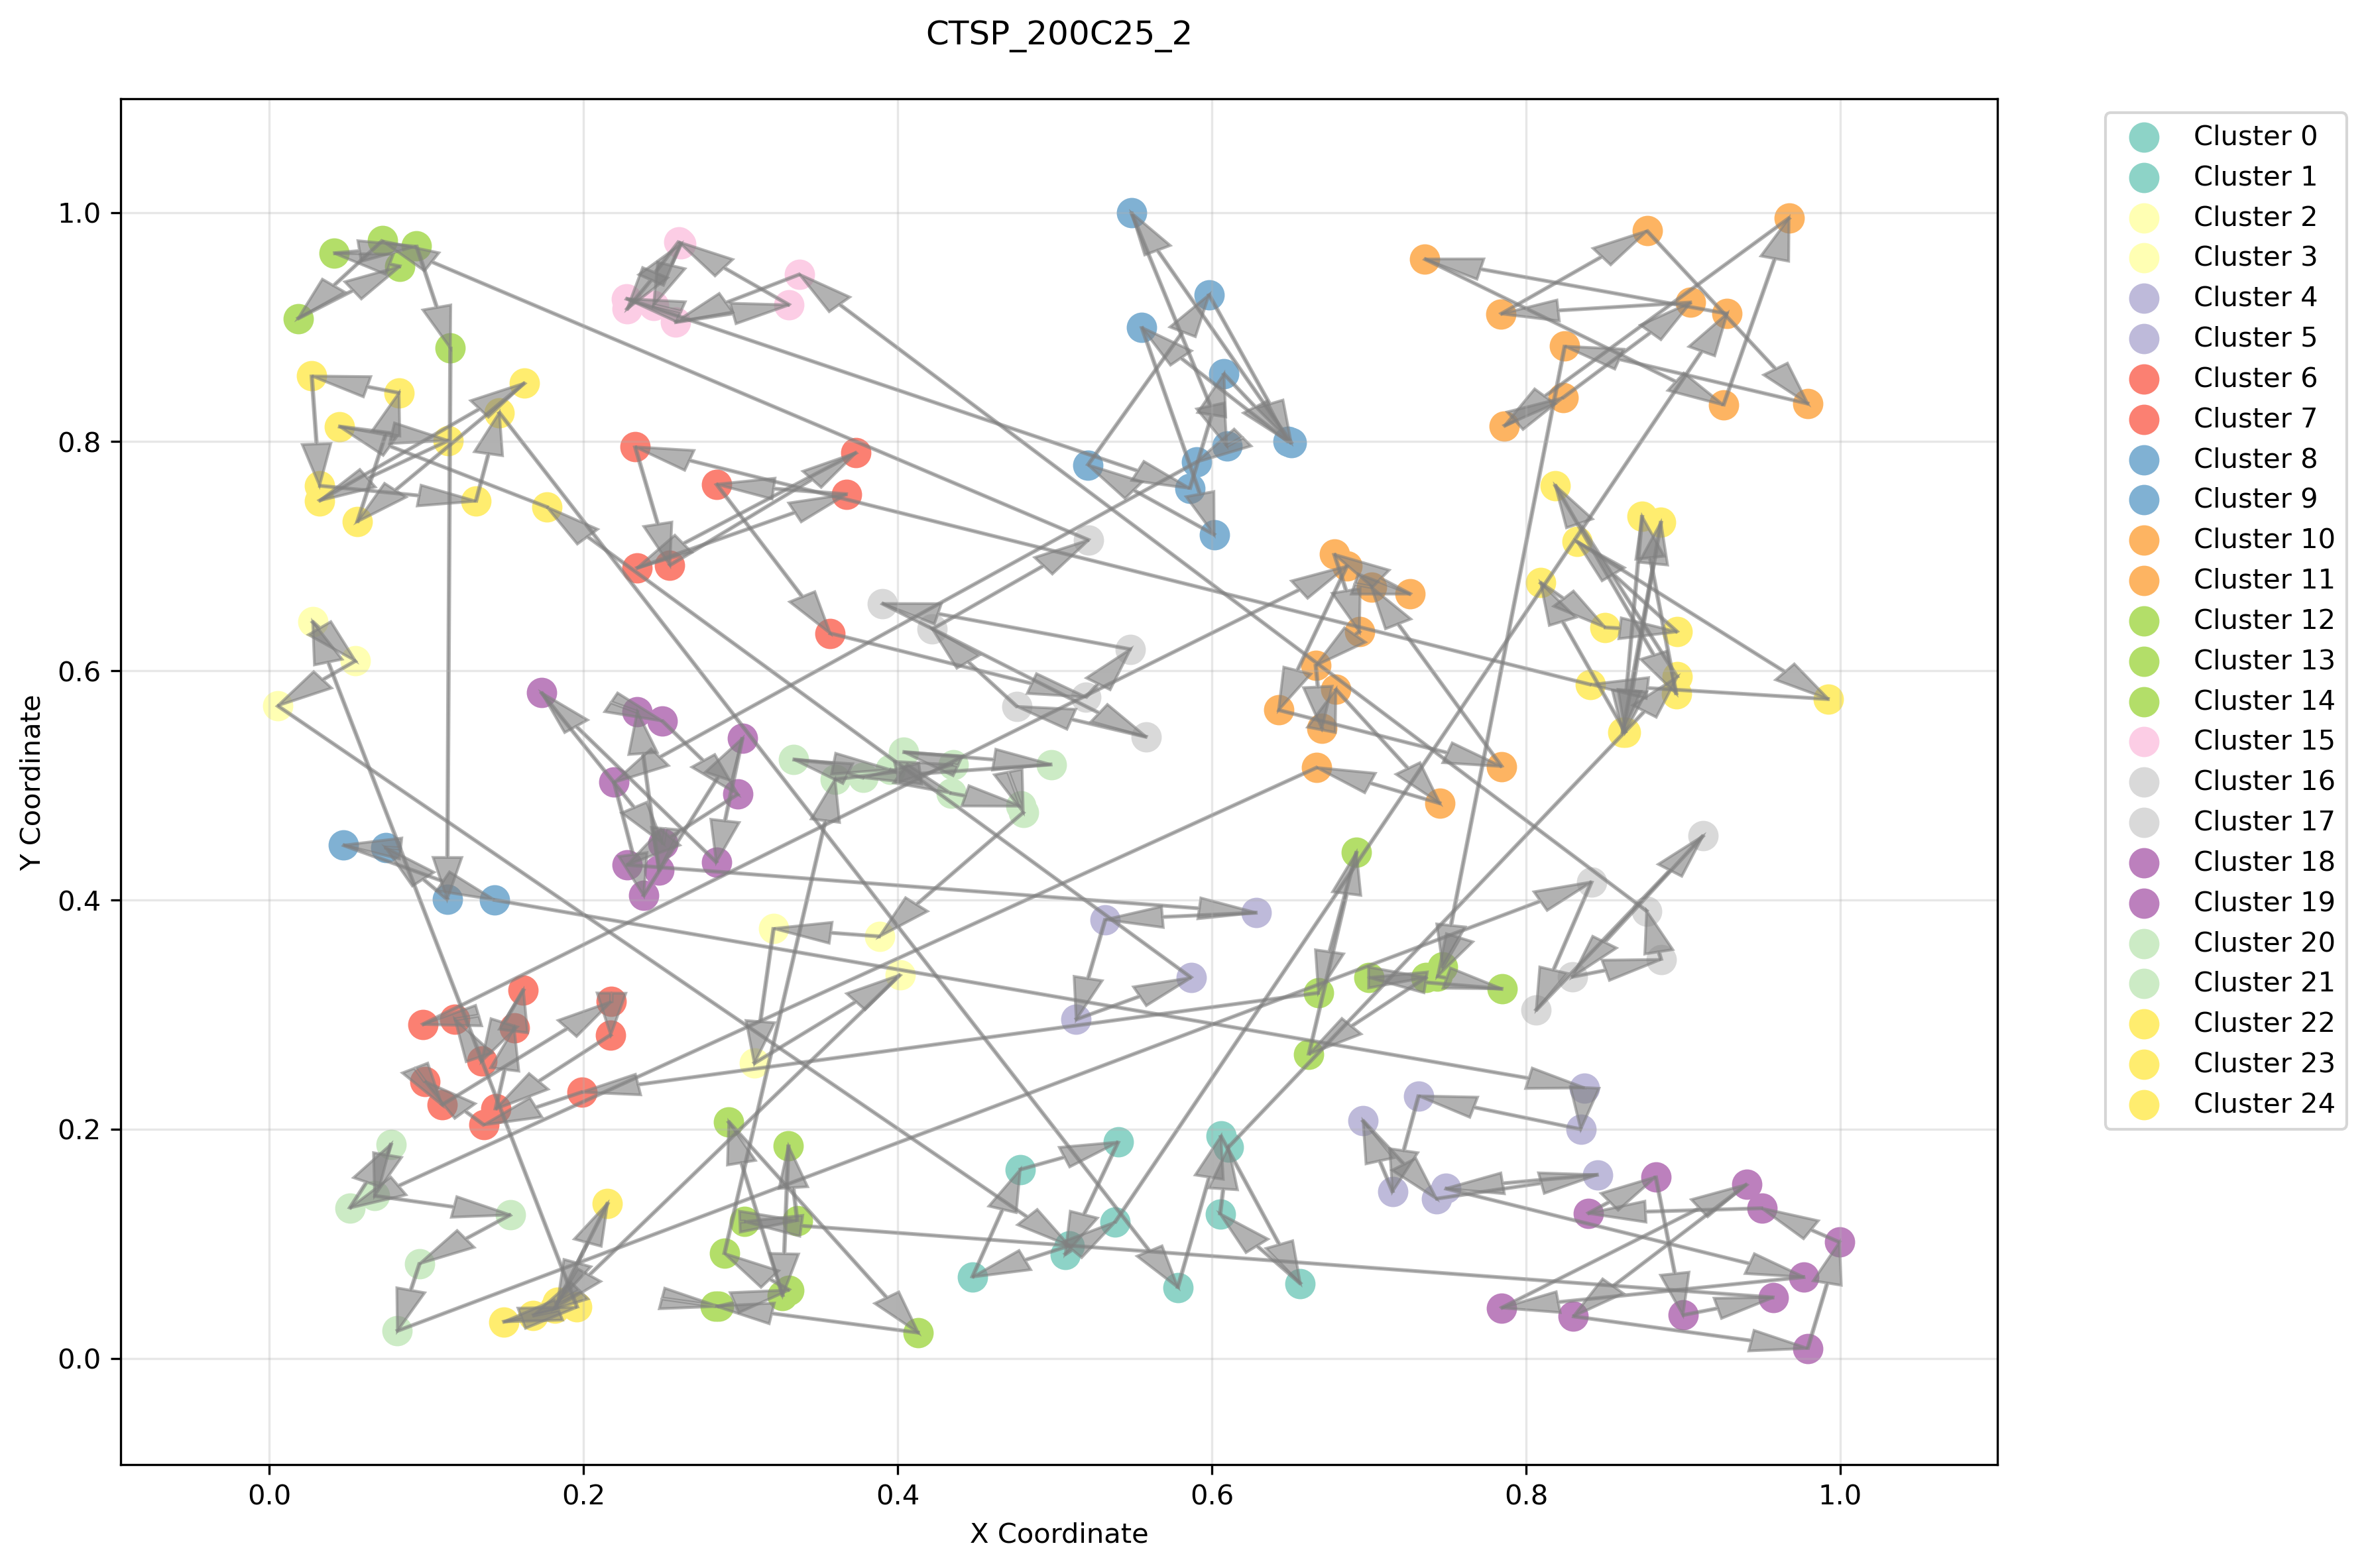 CTSP_200C25_2
1.0
0.8
0.6
0.4
0.2
0.0
Y Coordinate
0.0 0.2 0.4 0.6 0.8 1.0
X Coordinate
Cluster 0
Cluster 1
Cluster 2
Cluster 3
Cluster 4
Cluster 5
Cluster 6
Cluster 7
Cluster 8
Cluster 9
Cluster 10
Cluster 11
Cluster 12
Cluster 13
Cluster 14
Cluster 15
Cluster 16
Cluster 17
Cluster 18
Cluster 19
Cluster 20
Cluster 21
Cluster 22
Cluster 23
Cluster 24